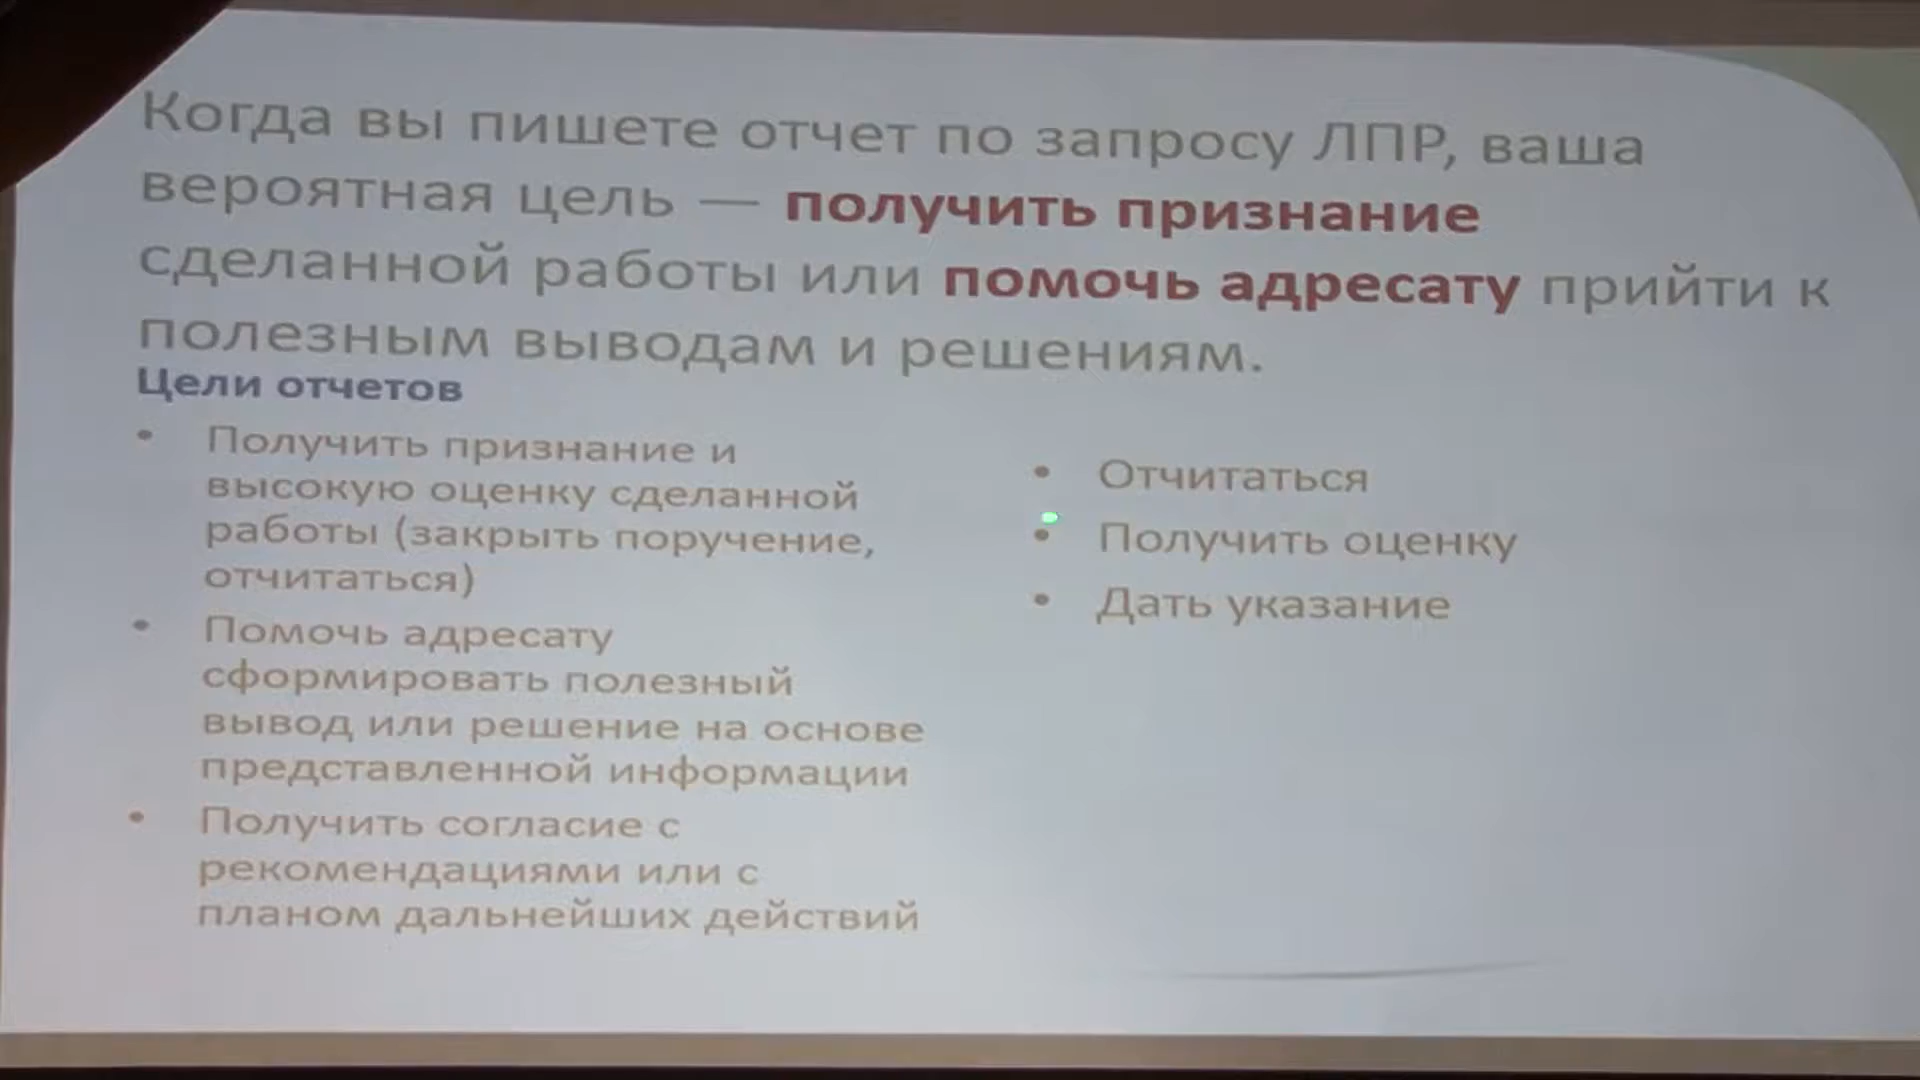 Когда вы пишете отчет по запросу ЛПР, ваша
вероятная цель — получить признание
сделанной работы или помочь адресату прийти к
полезным выводам и решениям.
Цели отчетов
• Получить признание и
высокую оценку сделанной
работы (закрыть поручение,
отчитаться)
• Помочь адресату
сформировать полезный
вывод или решение на основе
представленной информации
• Получить согласие с
рекомендациями или с
планом дальнейших действий
• Отчитаться
• Получить оценку
• Дать указание